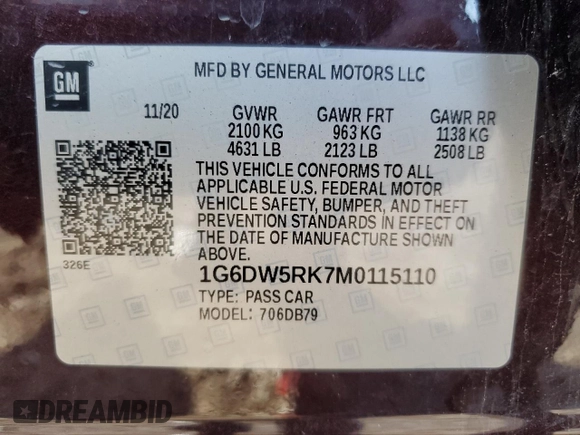 GM
MFD BY GENERAL MOTORS LLC
11/20 GVWR GAWR FRT GAWR RR
2100 KG 963 KG 1138 KG
4631 LB 2123 LB 2508 LB
THIS VEHICLE CONFORMS TO ALL
APPLICABLE U.S. FEDERAL MOTOR
VEHICLE SAFETY, BUMPER, AND THEFT
PREVENTION STANDARDS IN EFFECT ON
THE DATE OF MANUFACTURE SHOWN
ABOVE.
326E
1G6DW5RK7M0115110
TYPE: PASS CAR
MODEL: 706DB79
DREAMBID